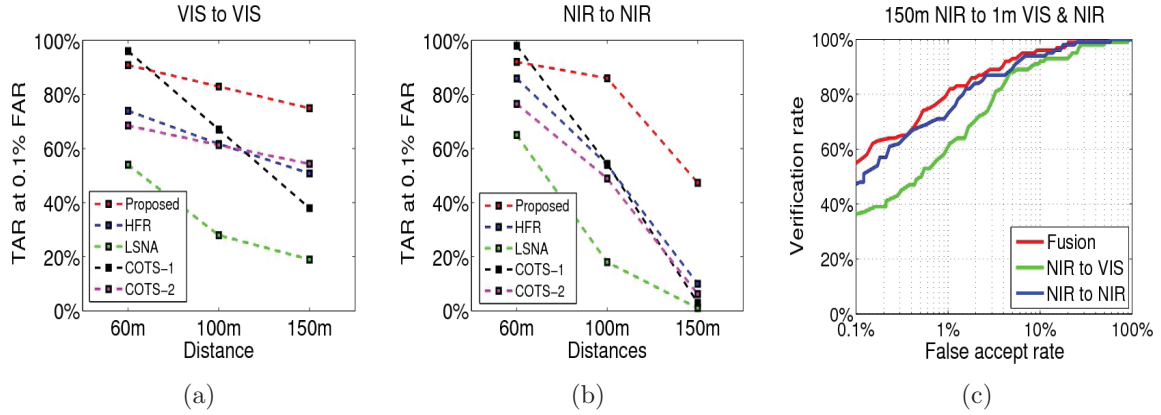 VIS to VIS
TAR at 0.1% FAR
100%
80%
60%
40%
20%
0%
Proposed
HFR
LSNA
COTS-1
COTS-2
60m 100m 150m
Distance
(a)
NIR to NIR
TAR at 0.1% FAR
100%
80%
60%
40%
20%
0%
Proposed
HFR
LSNA
COTS-1
COTS-2
60m 100m 150m
Distances
(b)
150m NIR to 1m VIS & NIR
Verification rate
100%
80%
60%
40%
20%
0%
Fusion
NIR to VIS
NIR to NIR
0.1% 1% 10% 100%
False accept rate
(c)